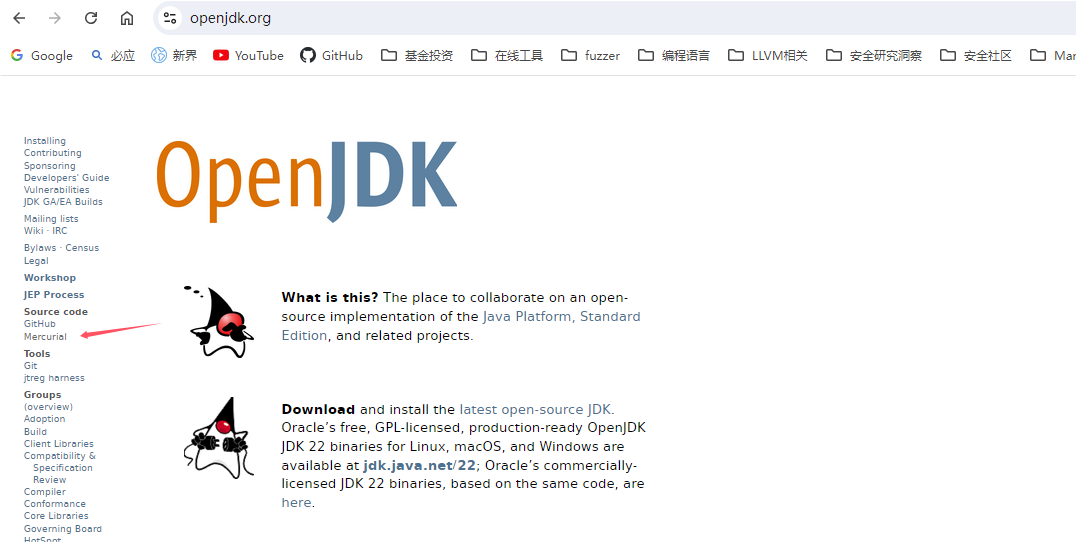 openjdk.org
Google 必应 新界 YouTube GitHub 基金投资 在线工具 fuzzer 编程语言 LLVM相关 安全研究洞察 安全社区 Mar
Installing
Contributing
Sponsoring
Developers' Guide
Vulnerabilities
JDK GA/EA Builds
Mailing lists
Wiki · IRC
Bylaws · Census
Legal
Workshop
JEP Process
Source code
GitHub
Mercurial
Tools
Git
jtreg harness
Groups
(overview)
Adoption
Build
Client Libraries
Compatibility &
Specification
Review
Compiler
Conformance
Core Libraries
Governing Board
HotSpot
OpenJDK
What is this? The place to collaborate on an open-
source implementation of the Java Platform, Standard
Edition, and related projects.
Download and install the latest open-source JDK.
Oracle’s free, GPL-licensed, production-ready OpenJDK
JDK 22 binaries for Linux, macOS, and Windows are
available at jdk.java.net/22; Oracle’s commercially-
licensed JDK 22 binaries, based on the same code, are
here.